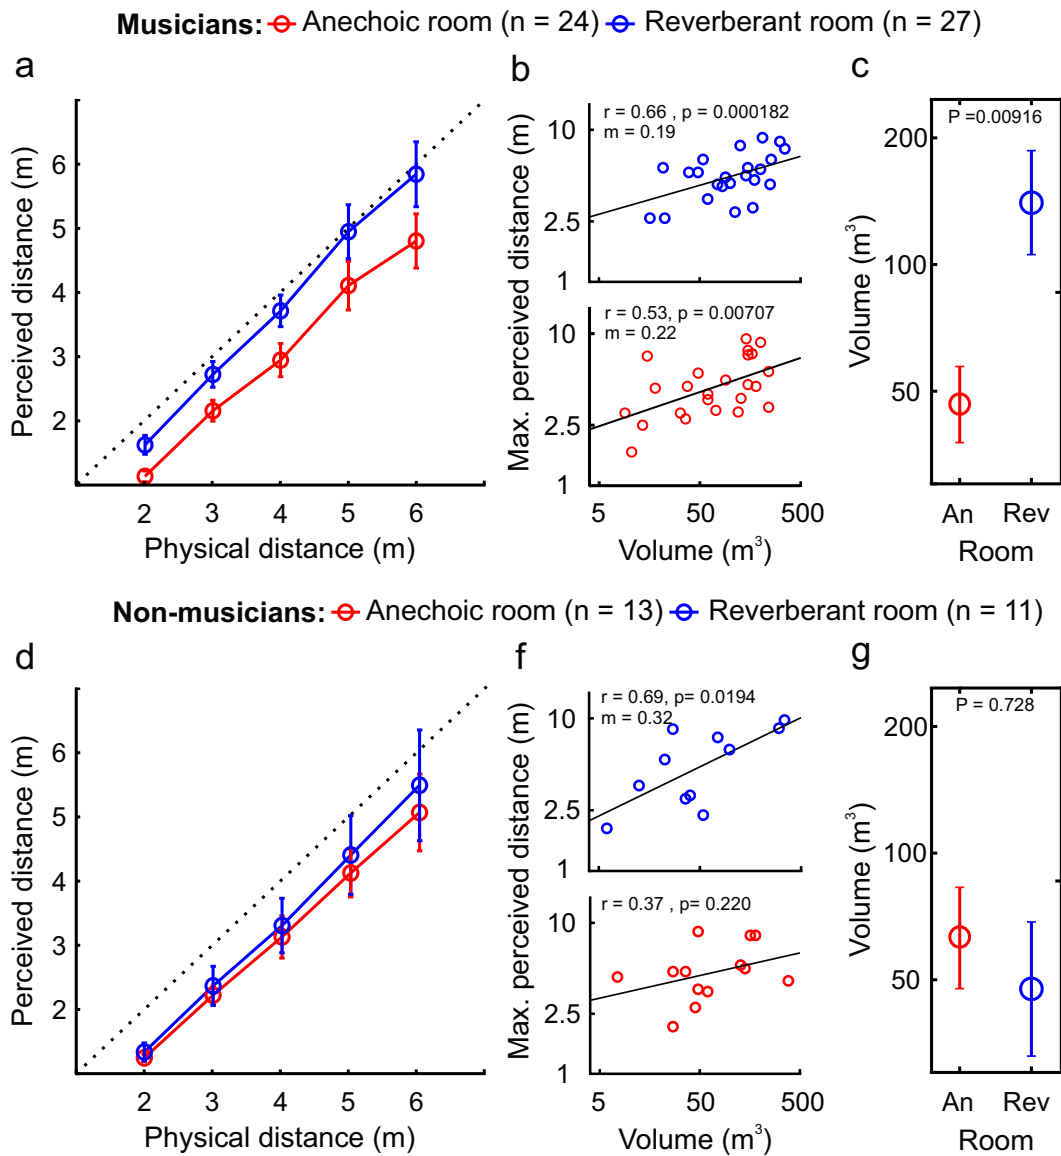 Musicians: Anechoic room (n = 24) Reverberant room (n = 27)
a
Perceived distance (m)
6
5
4
3
2
2 3 4 5 6
Physical distance (m)
b
Max. perceived distance (m)
r = 0.66 , p = 0.000182
m = 0.19
10
2.5
1
r = 0.53, p = 0.00707
m = 0.22
10
2.5
1
5 50 500
Volume (m³)
c
P =0.00916
Volume (m³)
200
100
50
An Rev
Room
Non-musicians: Anechoic room (n = 13) Reverberant room (n = 11)
d
Perceived distance (m)
6
5
4
3
2
2 3 4 5 6
Physical distance (m)
f
Max. perceived distance (m)
r = 0.69, p= 0.0194
m = 0.32
10
2.5
1
r = 0.37, p= 0.220
10
2.5
1
5 50 500
Volume (m³)
g
P = 0.728
Volume (m³)
200
100
50
An Rev
Room